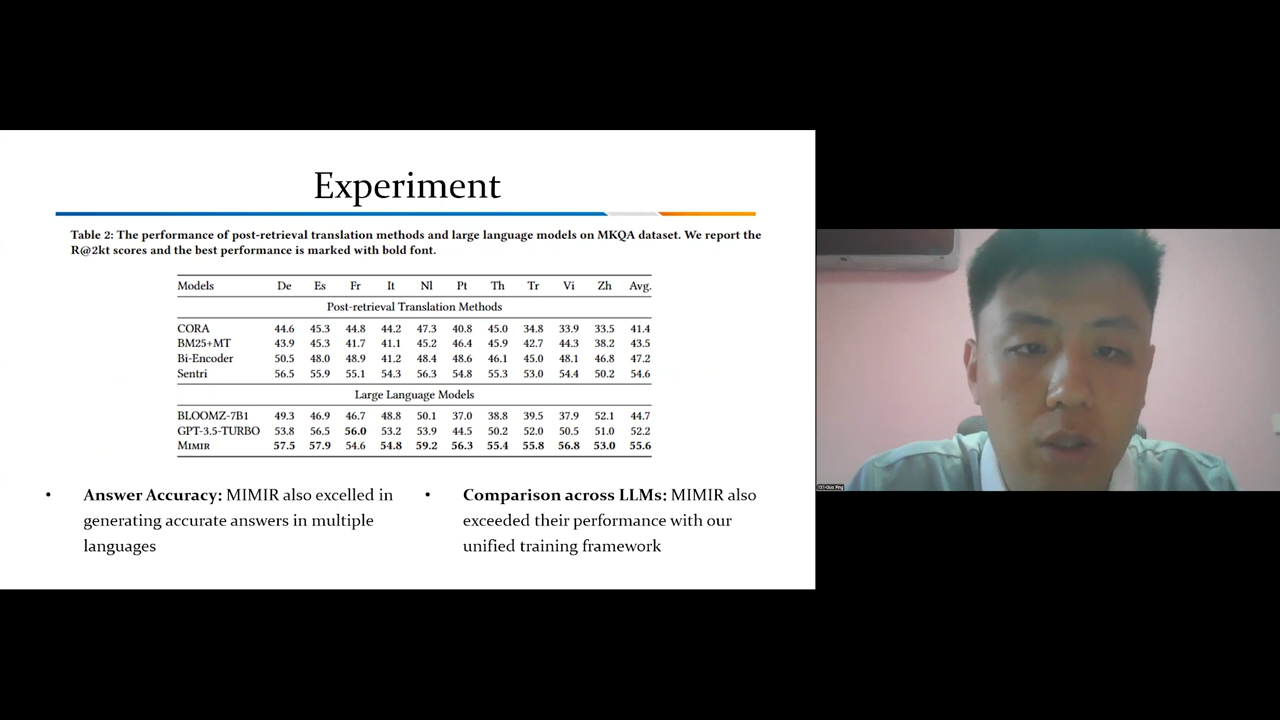 Experiment
Table 2: The performance of post-retrieval translation methods and large language models on MKQA dataset. We report the
R@2kt scores and the best performance is marked with bold font.
Models De Es Fr It Nl Pt Th Tr Vi Zh Avg.
Post-retrieval Translation Methods
CORA 44.6 45.3 44.8 44.2 47.3 40.8 45.0 34.8 33.9 33.5 41.4
BM25+MT 43.9 45.3 41.7 41.1 45.2 46.4 45.9 42.7 44.3 38.2 43.5
Bi-Encoder 50.5 48.0 48.9 41.2 48.4 48.6 46.1 45.0 48.1 46.8 47.2
Sentri 56.5 55.9 55.1 54.3 56.3 54.8 55.3 53.0 54.4 50.2 54.6
Large Language Models
BLOOMZ-7B1 49.3 46.9 46.7 48.8 50.1 37.0 38.8 39.5 37.9 52.1 44.7
GPT-3.5-TURBO 53.8 56.5 56.0 53.2 53.9 44.5 50.2 52.0 50.5 51.0 52.2
MIMIR 57.5 57.9 54.6 54.8 59.2 56.3 55.4 55.8 56.8 53.0 55.6
• Answer Accuracy: MIMIR also excelled in
generating accurate answers in multiple
languages
• Comparison across LLMs: MIMIR also
exceeded their performance with our
unified training framework